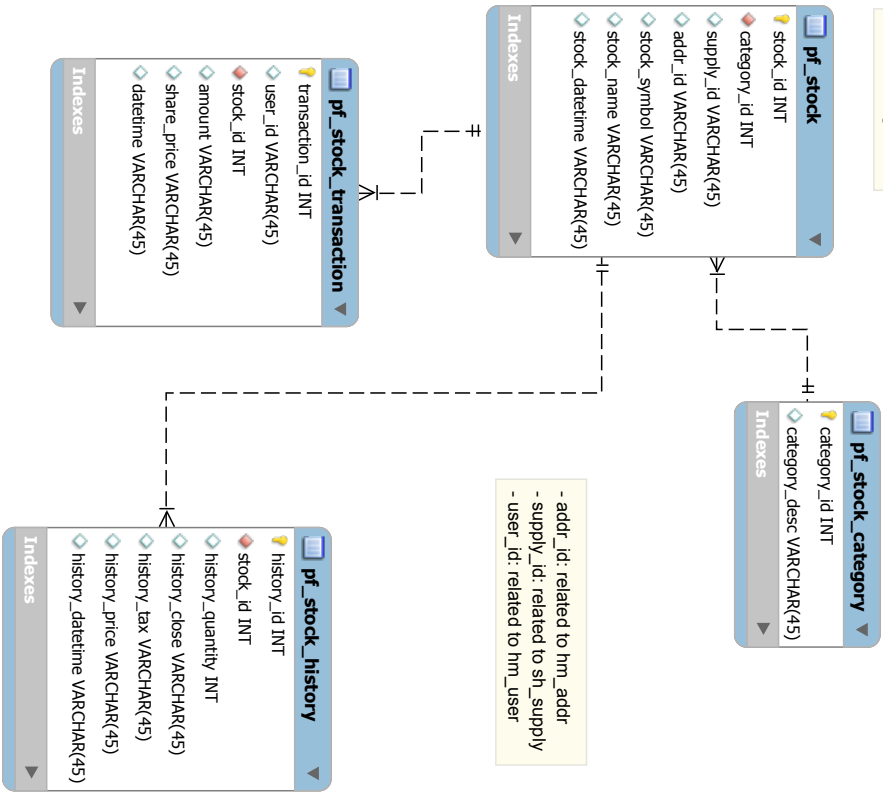 pf_stock
stock_id INT
category_id INT
supply_id VARCHAR(45)
addr_id VARCHAR(45)
stock_symbol VARCHAR(45)
stock_name VARCHAR(45)
stock_datetime VARCHAR(45)
Indexes
pf_stock_category
category_id INT
category_desc VARCHAR(45)
Indexes
pf_stock_transaction
transaction_id INT
user_id VARCHAR(45)
stock_id INT
amount VARCHAR(45)
share_price VARCHAR(45)
datetime VARCHAR(45)
Indexes
- addr_id: related to hm_addr
- supply_id: related to sh_supply
- user_id: related to hm_user
pf_stock_history
history_id INT
stock_id INT
history_quantity INT
history_close VARCHAR(45)
history_tax VARCHAR(45)
history_price VARCHAR(45)
history_datetime VARCHAR(45)
Indexes